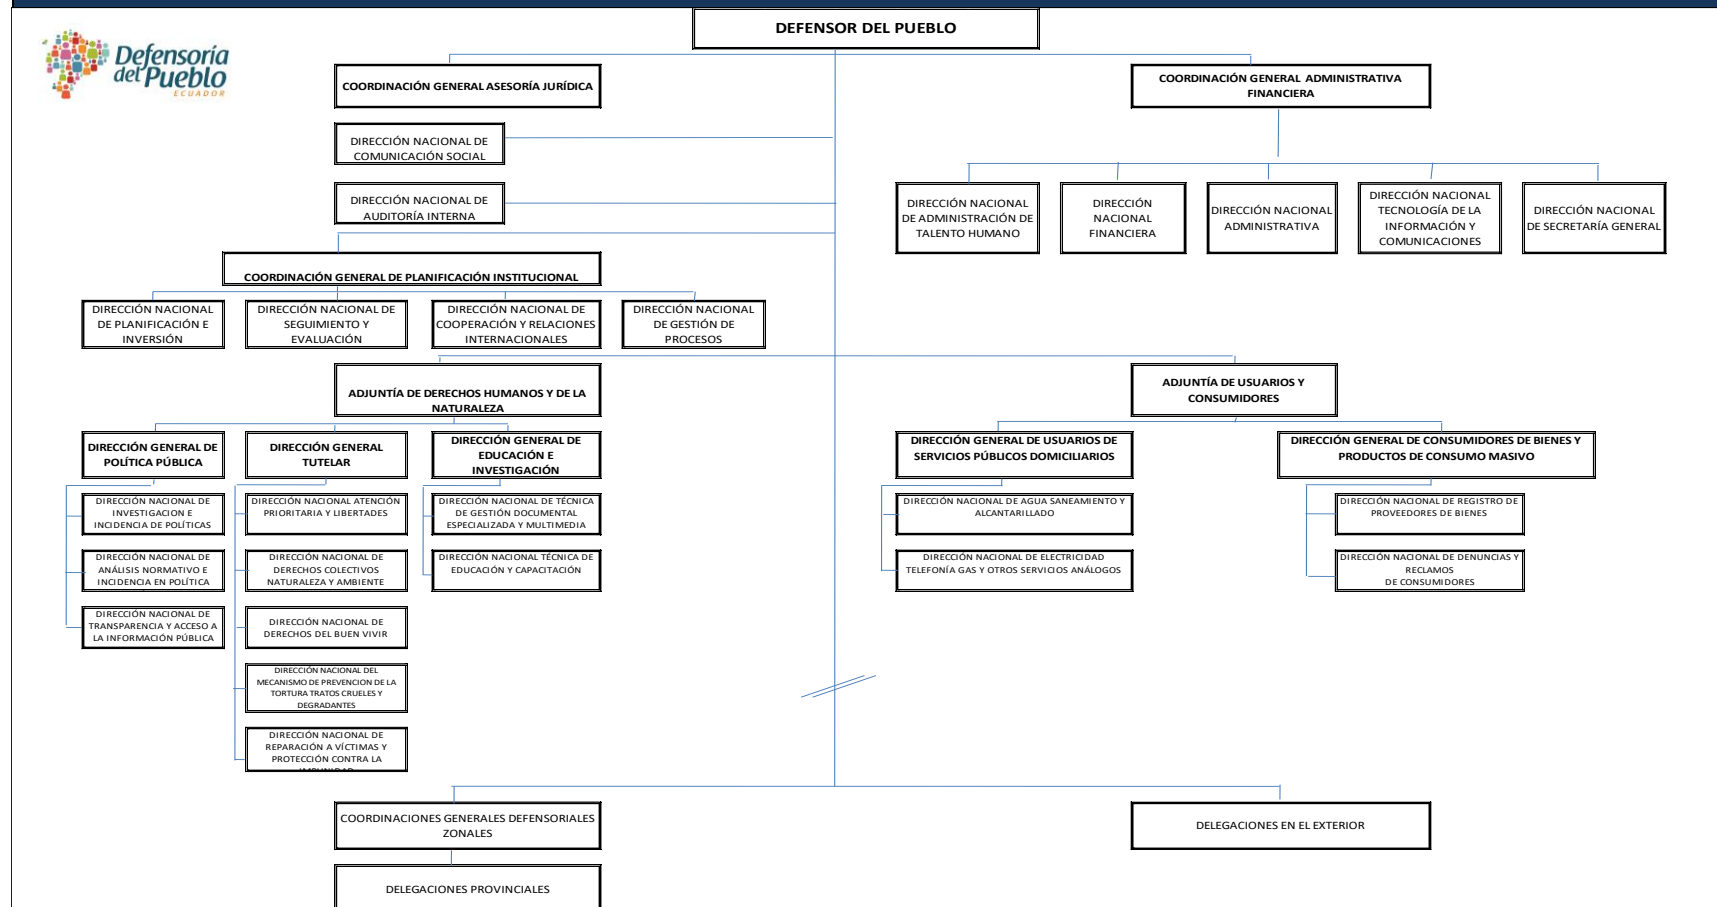 DEFENSOR DEL PUEBLO
Defensoría
del Pueblo
ECUADOR
COORDINACIÓN GENERAL ASESORÍA JURÍDICA
COORDINACIÓN GENERAL ADMINISTRATIVA
FINANCIERA
DIRECCIÓN NACIONAL DE
COMUNICACIÓN SOCIAL
DIRECCIÓN NACIONAL DE
AUDITORÍA INTERNA
DIRECCIÓN NACIONAL
DE ADMINISTRACIÓN DE
TALENTO HUMANO
DIRECCIÓN
NACIONAL
FINANCIERA
DIRECCIÓN NACIONAL
ADMINISTRATIVA
DIRECCIÓN NACIONAL
TECNOLOGÍA DE LA
INFORMACIÓN Y
COMUNICACIONES
DIRECCIÓN NACIONAL
DE SECRETARÍA GENERAL
COORDINACIÓN GENERAL DE PLANIFICACIÓN INSTITUCIONAL
DIRECCIÓN NACIONAL
DE PLANIFICACIÓN E
INVERSIÓN
DIRECCIÓN NACIONAL DE
SEGUIMIENTO Y
EVALUACIÓN
DIRECCIÓN NACIONAL DE
COOPERACIÓN Y RELACIONES
INTERNACIONALES
DIRECCIÓN NACIONAL
DE GESTIÓN DE
PROCESOS
ADJUNTÍA DE DERECHOS HUMANOS Y DE LA
NATURALEZA
ADJUNTÍA DE USUARIOS Y
CONSUMIDORES
DIRECCIÓN GENERAL DE
POLÍTICA PÚBLICA
DIRECCIÓN GENERAL
TUTELAR
DIRECCIÓN GENERAL DE
EDUCACIÓN E
INVESTIGACIÓN
DIRECCIÓN GENERAL DE USUARIOS DE
SERVICIOS PÚBLICOS DOMICILIARIOS
DIRECCIÓN GENERAL DE CONSUMIDORES DE BIENES Y
PRODUCTOS DE CONSUMO MASIVO
DIRECCIÓN NACIONAL DE
INVESTIGACION E
INCIDENCIA DE POLÍTICAS
DIRECCIÓN NACIONAL ATENCIÓN
PRIORITARIA Y LIBERTADES
DIRECCIÓN NACIONAL DE TÉCNICA
DE GESTIÓN DOCUMENTAL
ESPECIALIZADA Y MULTIMEDIA
DIRECCIÓN NACIONAL DE AGUA SANEAMIENTO Y
ALCANTARILLADO
DIRECCIÓN NACIONAL DE REGISTRO DE
PROVEEDORES DE BIENES
DIRECCIÓN NACIONAL DE
ANÁLISIS NORMATIVO E
INCIDENCIA EN POLÍTICA
DIRECCIÓN NACIONAL DE
DERECHOS COLECTIVOS
NATURALEZA Y AMBIENTE
DIRECCIÓN NACIONAL TÉCNICA DE
EDUCACIÓN Y CAPACITACIÓN
DIRECCIÓN NACIONAL DE ELECTRICIDAD
TELEFONÍA GAS Y OTROS SERVICIOS ANÁLOGOS
DIRECCIÓN NACIONAL DE DENUNCIAS Y
RECLAMOS
DE CONSUMIDORES
DIRECCIÓN NACIONAL DE
TRANSPARENCIA Y ACCESO A
LA INFORMACIÓN PÚBLICA
DIRECCIÓN NACIONAL DE
DERECHOS DEL BUEN VIVIR
DIRECCIÓN NACIONAL DEL
MECANISMO DE PREVENCION DE LA
TORTURA TRATOS CRUELES Y
DEGRADANTES
DIRECCIÓN NACIONAL DE
REPARACIÓN A VÍCTIMAS Y
PROTECCIÓN CONTRA LA
COORDINACIONES GENERALES DEFENSORIALES
ZONALES
DELEGACIONES EN EL EXTERIOR
DELEGACIONES PROVINCIALES